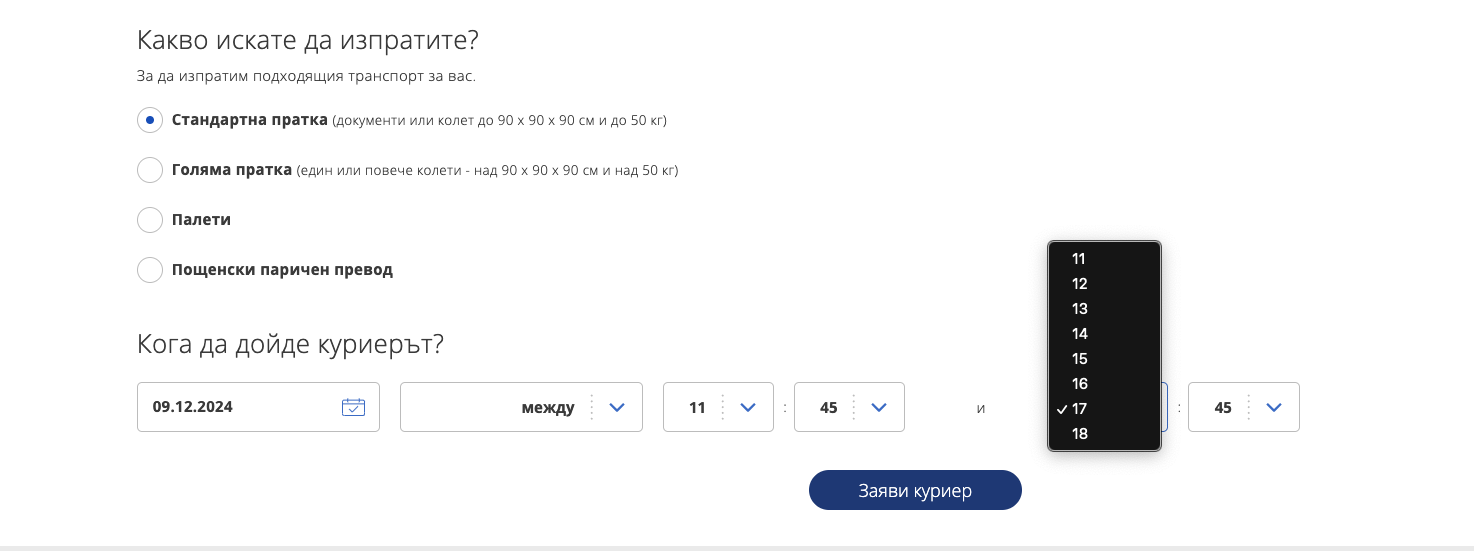 Какво искате да изпратите?
За да изпратим подходящия транспорт за вас.
Стандартна пратка (документи или колет до 90 x 90 x 90 см и до 50 кг)
Голяма пратка (един или повече колети - над 90 x 90 x 90 см и над 50 кг)
Палети
Пощенски паричен превод
Кога да дойде куриерът?
09.12.2024 между 11 : 45 и : 45
11
12
13
14
15
16
✓ 17
18
Заяви куриер